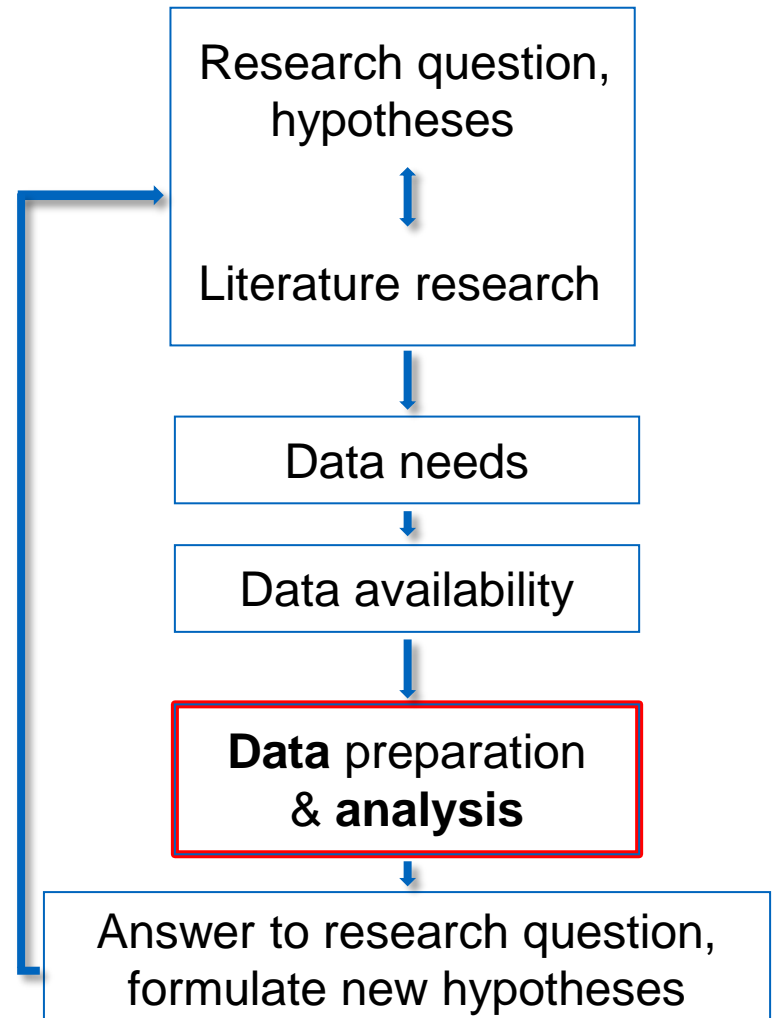 Research question,
hypotheses
Literature research
Data needs
Data availability
Data preparation
& analysis
Answer to research question,
formulate new hypotheses